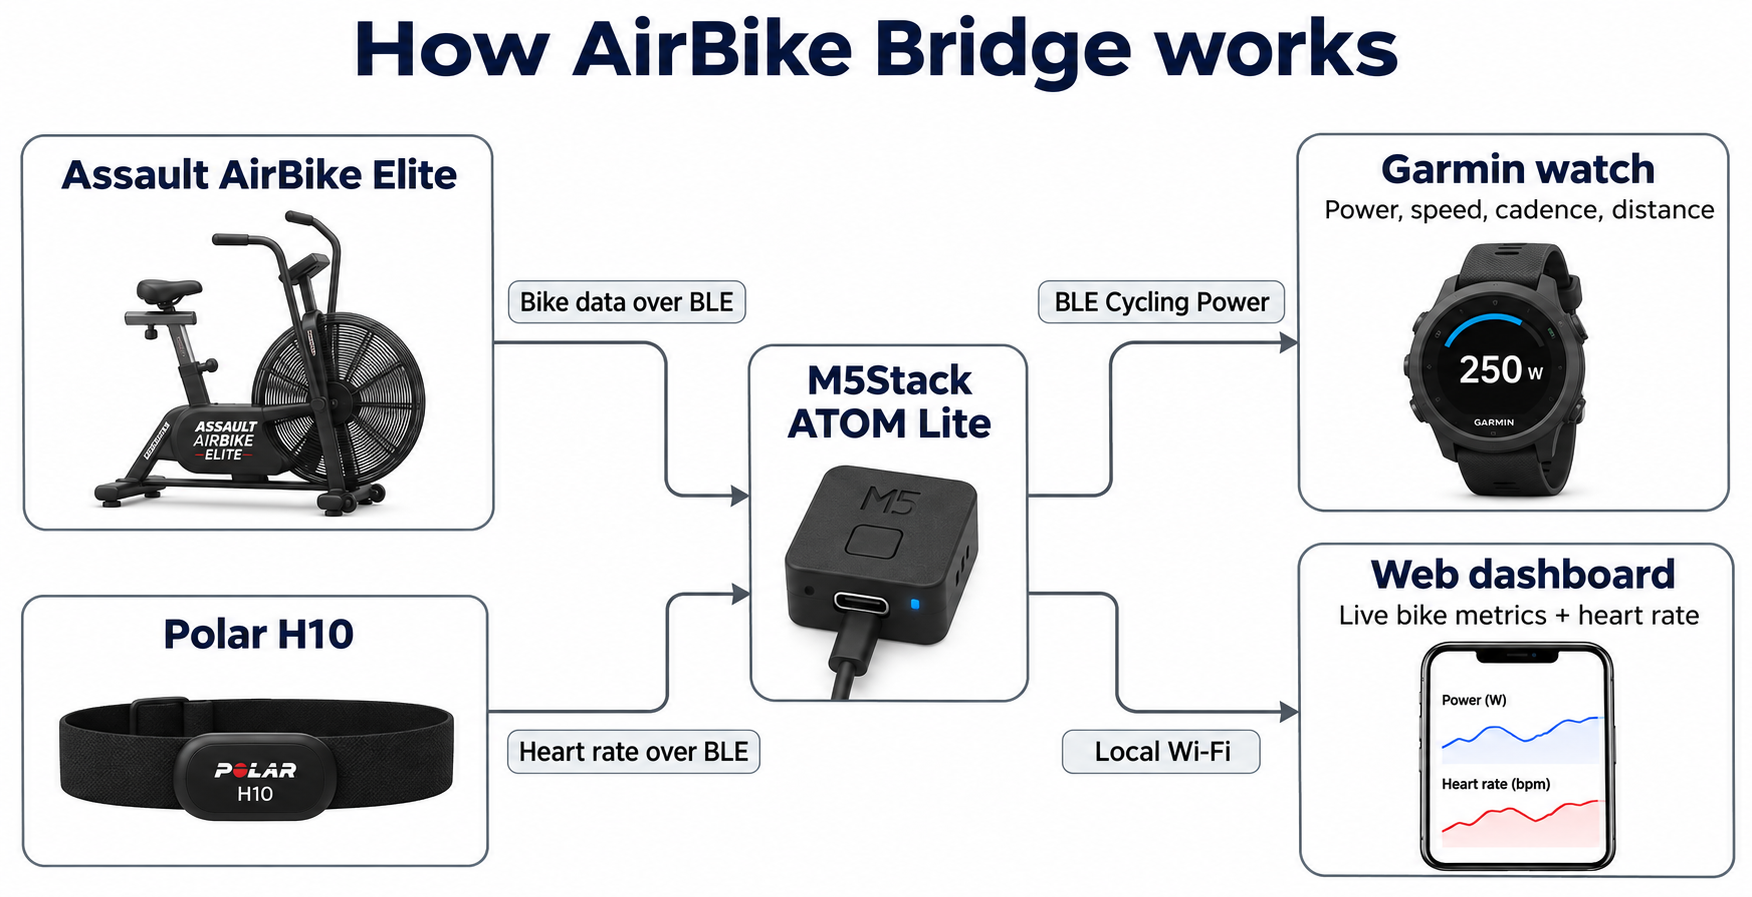 How AirBike Bridge works
Assault AirBike Elite
ASSAULT
AIRBIKE
ELITE
Bike data over BLE
Polar H10
POLAR
H10
Heart rate over BLE
M5Stack
ATOM Lite
M5
BLE Cycling Power
Local Wi-Fi
Garmin watch
Power, speed, cadence, distance
250 W
GARMIN
Web dashboard
Live bike metrics + heart rate
Power (W)
Heart rate (bpm)